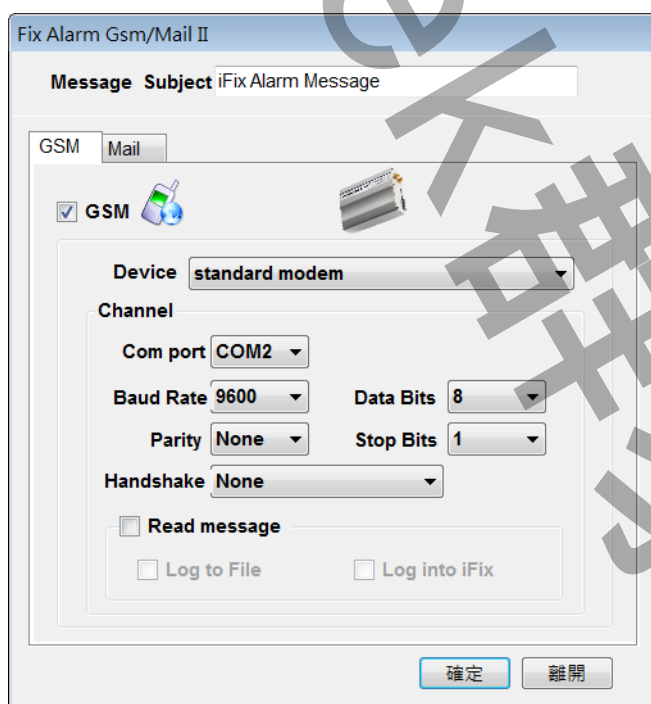 Fix Alarm Gsm/Mail II
Message Subject iFix Alarm Message
GSM Mail
GSM
Device standard modem
Channel
Com port COM2
Baud Rate 9600 Data Bits 8
Parity None Stop Bits 1
Handshake None
Read message
Log to File Log into iFix
確定 離開